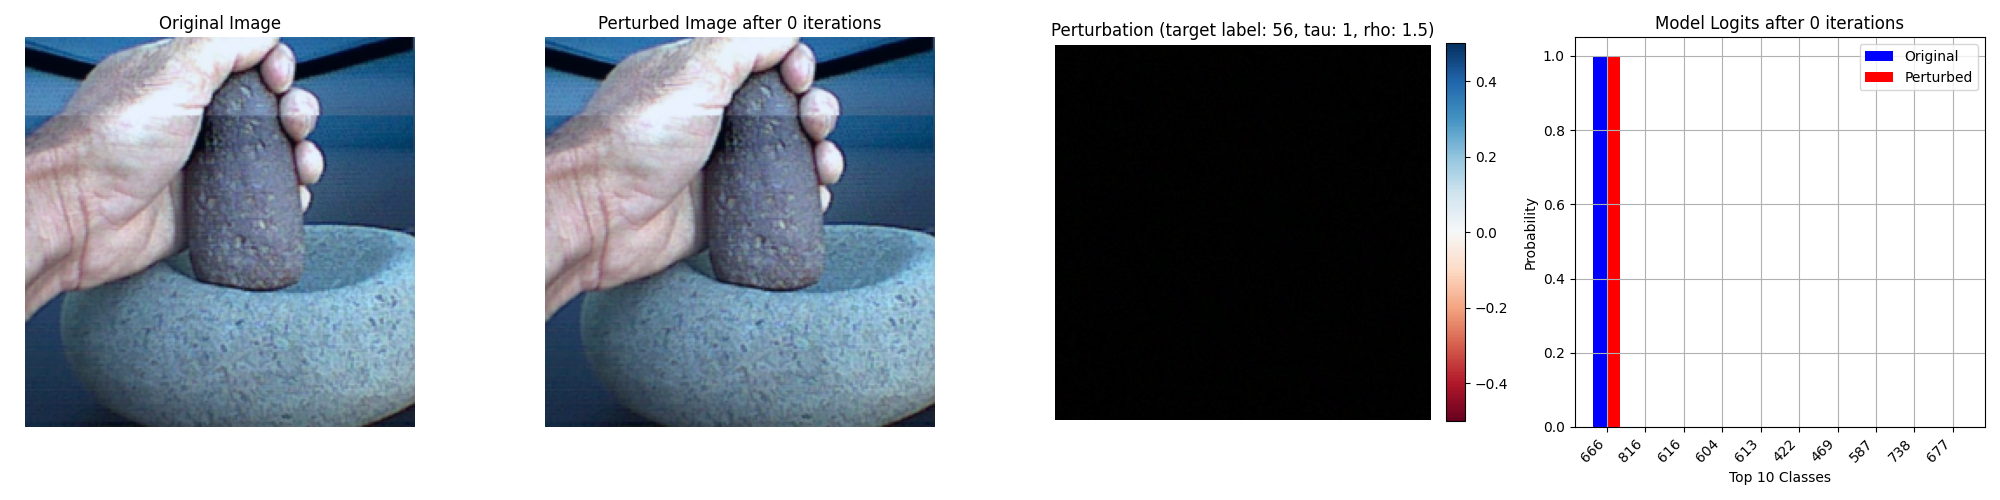 Original Image
Perturbed Image after 0 iterations
Perturbation (target label: 56, tau: 1, rho: 1.5)
0.4
0.2
0.0
−0.2
−0.4
Model Logits after 0 iterations
Original
Perturbed
Probability
1.0
0.8
0.6
0.4
0.2
0.0
666
816
616
604
613
422
469
587
738
677
Top 10 Classes